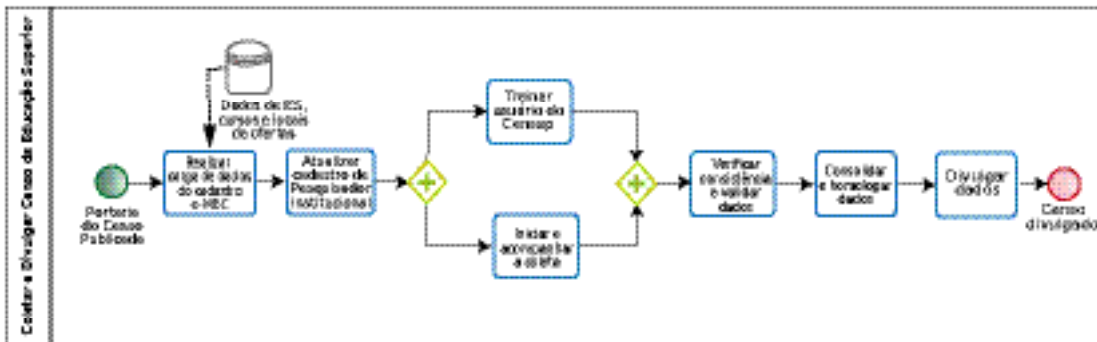 Coletar e Divulgar Censo da Educação Superior
Dados de IES,
cursos e locais
de ofertas
Portaria
do Censo
Publicada
Realizar
carga de dados
do cadastro
e-MEC
Atualizar
cadastro de
Pesquisador
Institucional
Treinar
usuário do
Censup
Iniciar e
acompanhar
a coleta
Verificar
consistência
e validar
dados
Consolidar
e homologar
dados
Divulgar
dados
Censo
divulgado